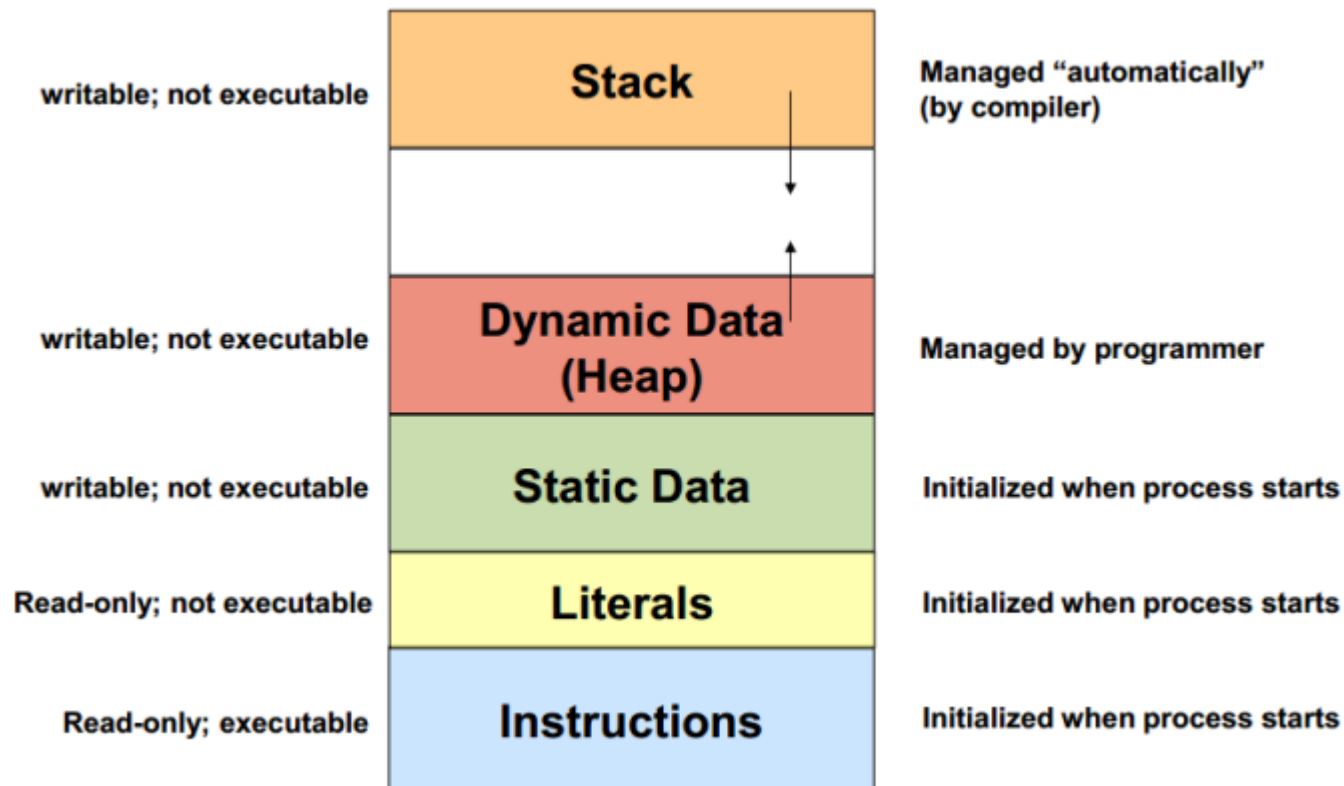 writable; not executable
Stack
Managed “automatically”
(by compiler)
writable; not executable
Dynamic Data
(Heap)
Managed by programmer
writable; not executable
Static Data
Initialized when process starts
Read-only; not executable
Literals
Initialized when process starts
Read-only; executable
Instructions
Initialized when process starts